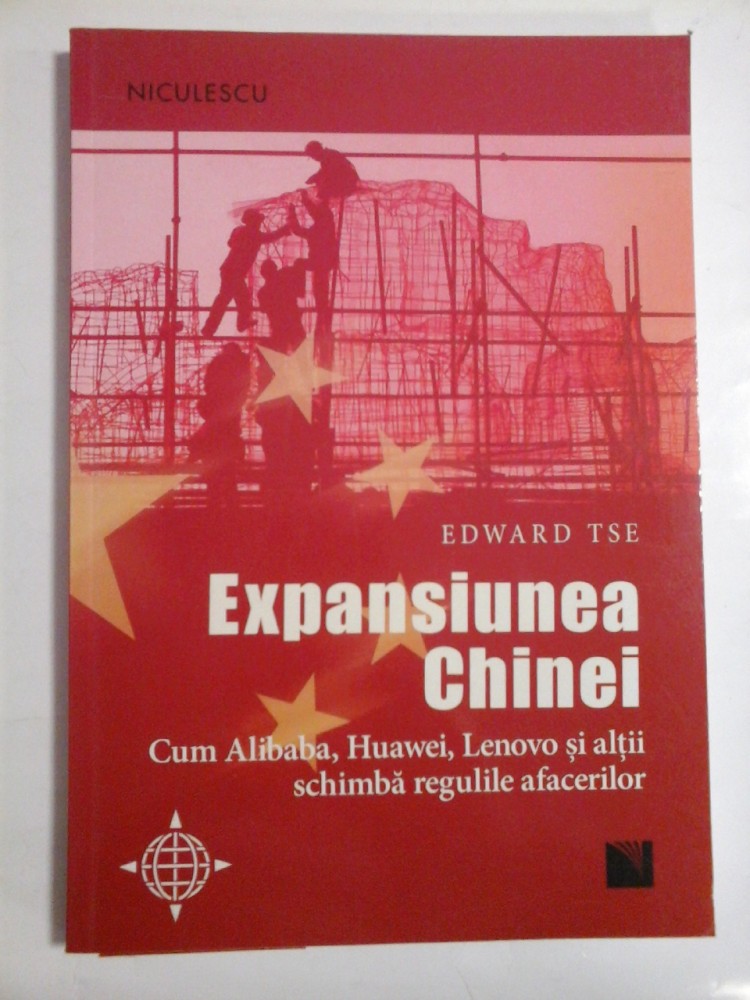 NICULESCU
EDWARD TSE
Expansiunea
Chinei
Cum Alibaba, Huawei, Lenovo și alții
schimbă regulile afacerilor